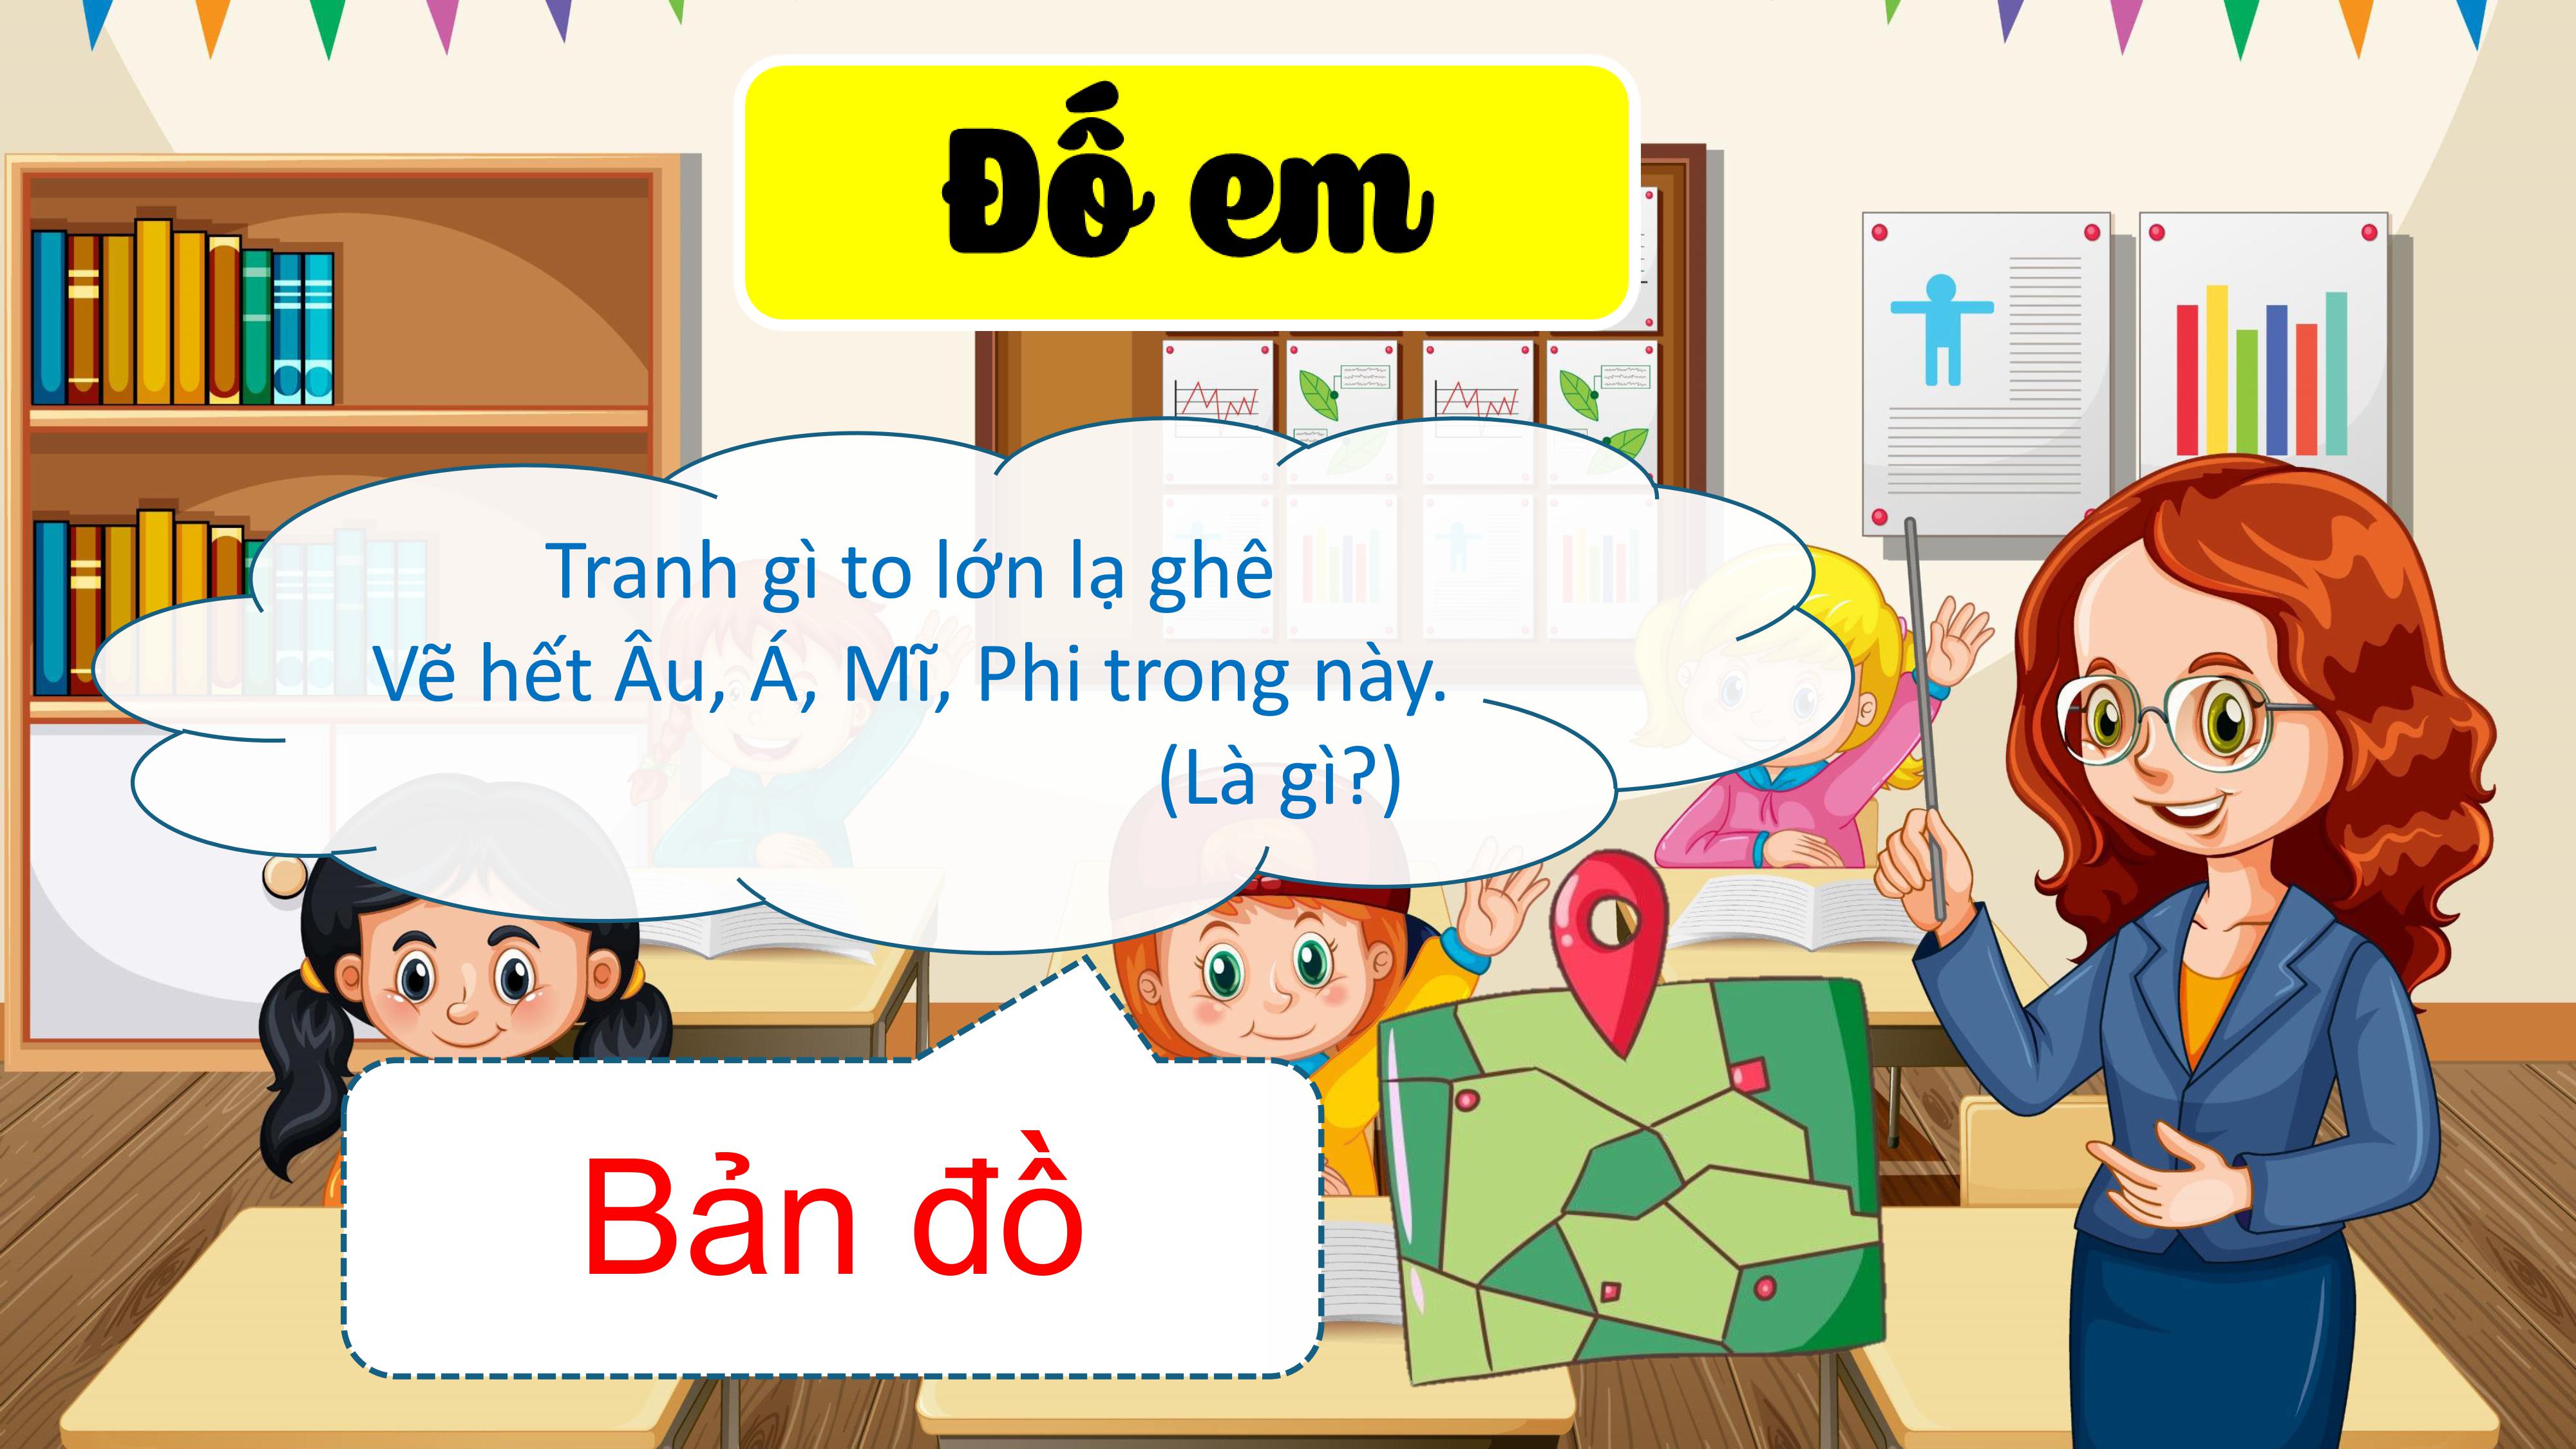 Đố em
Tranh gì to lớn lạ ghê
Vẽ hết Âu, Á, Mĩ, Phi trong này.
(Là gì?)
Bản đồ